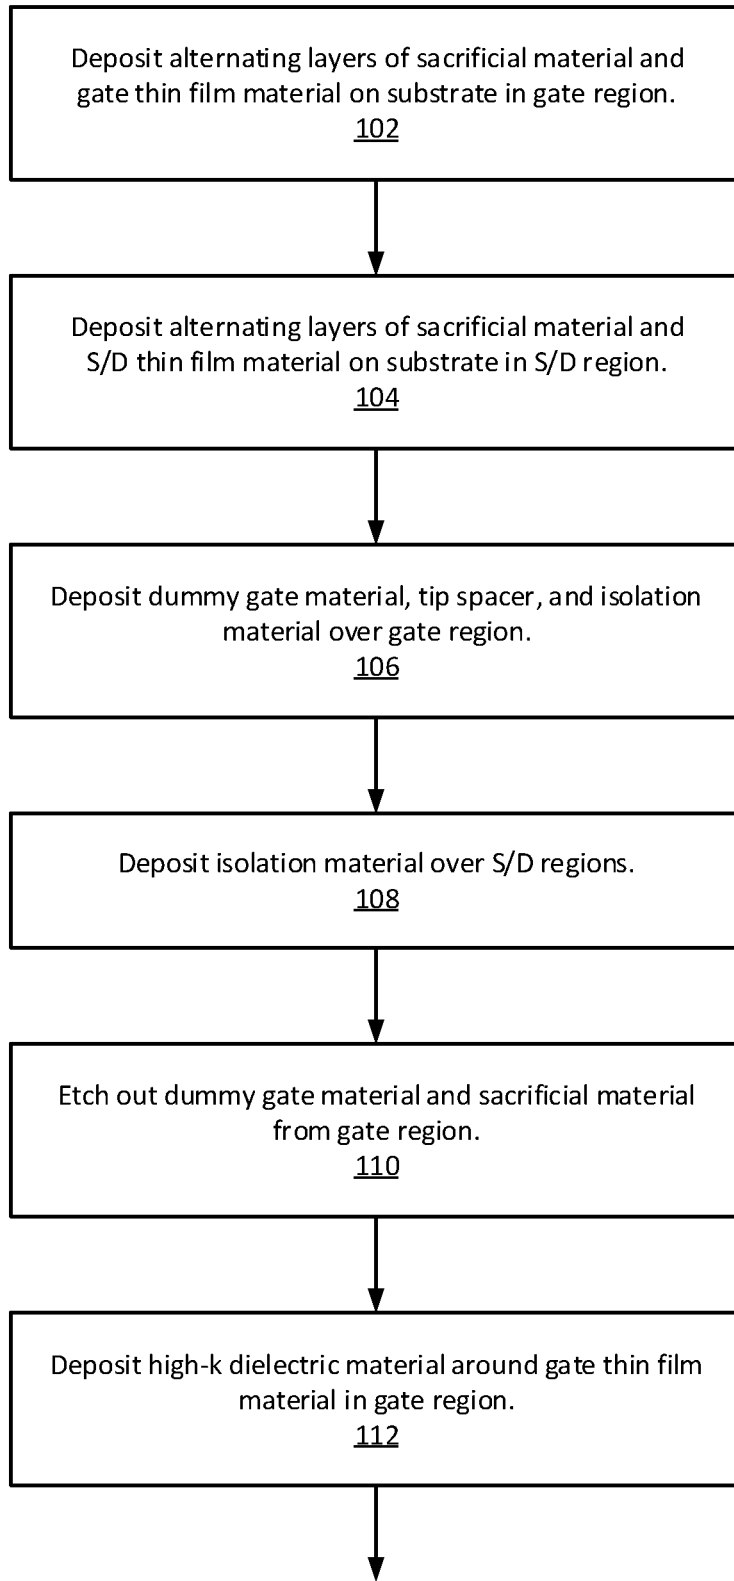 Deposit alternating layers of sacrificial material and
gate thin film material on substrate in gate region.
102
Deposit alternating layers of sacrificial material and
S/D thin film material on substrate in S/D region.
104
Deposit dummy gate material, tip spacer, and isolation
material over gate region.
106
Deposit isolation material over S/D regions.
108
Etch out dummy gate material and sacrificial material
from gate region.
110
Deposit high-k dielectric material around gate thin film
material in gate region.
112